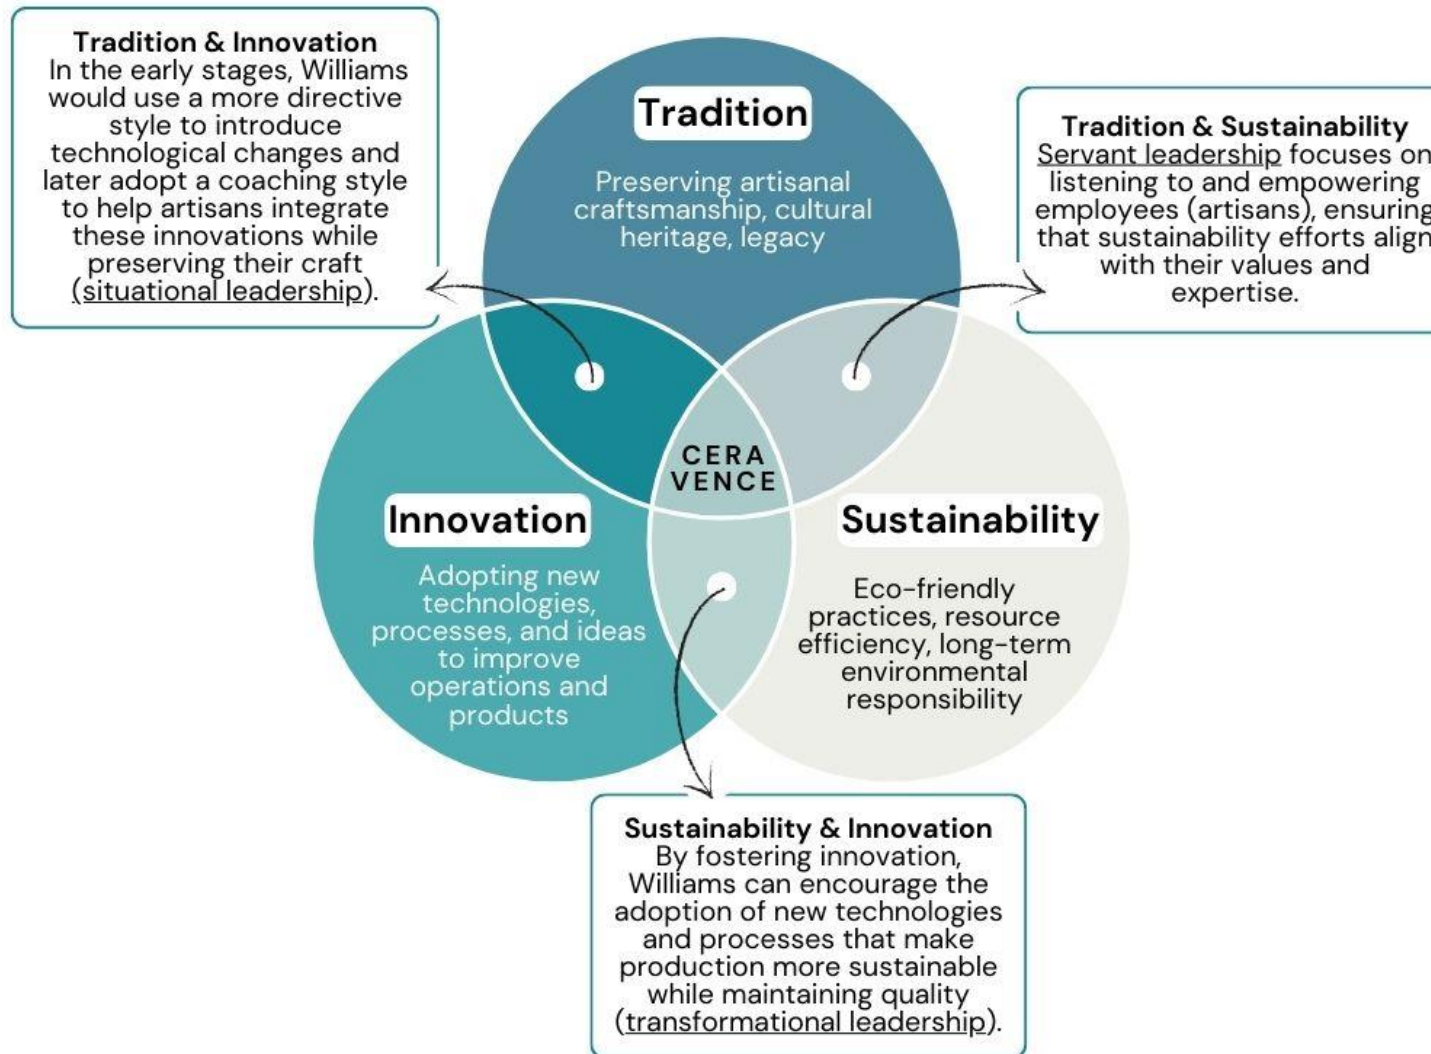 Tradition & Innovation
In the early stages, Williams
would use a more directive
style to introduce
technological changes and
later adopt a coaching style
to help artisans integrate
these innovations while
preserving their craft
(situational leadership).
Tradition
Preserving artisanal
craftsmanship, cultural
heritage, legacy
Tradition & Sustainability
Servant leadership focuses on
listening to and empowering
employees (artisans), ensuring
that sustainability efforts align
with their values and
expertise.
CERA
VENCE
Innovation
Adopting new
technologies,
processes, and ideas
to improve
operations and
products
Sustainability
Eco-friendly
practices, resource
efficiency, long-term
environmental
responsibility
Sustainability & Innovation
By fostering innovation,
Williams can encourage the
adoption of new technologies
and processes that make
production more sustainable
while maintaining quality
(transformational leadership).